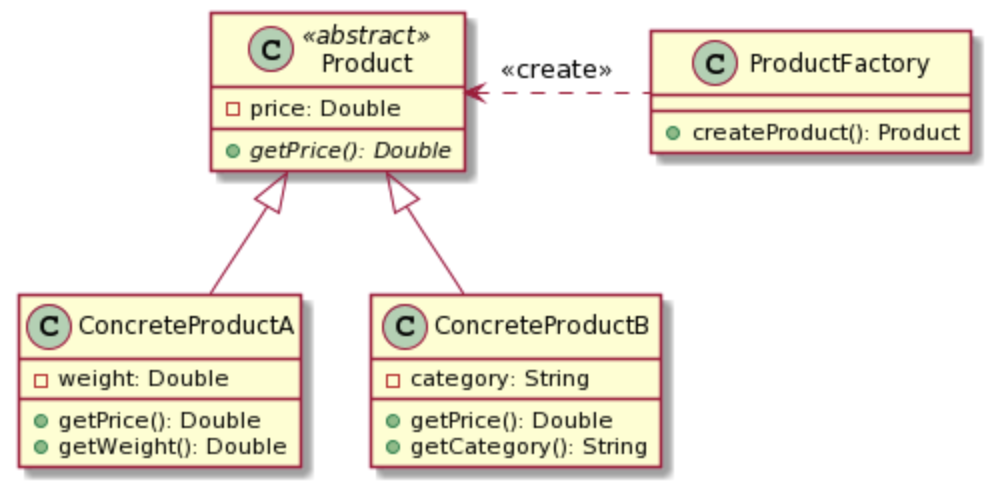 C
«abstract»
Product
price: Double
getPrice(): Double
«create»
C
ProductFactory
createProduct(): Product
C
ConcreteProductA
weight: Double
getPrice(): Double
getWeight(): Double
C
ConcreteProductB
category: String
getPrice(): Double
getCategory(): String